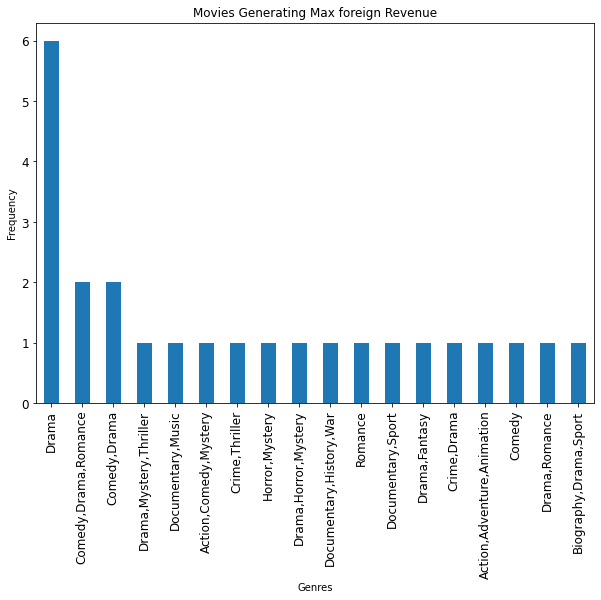 Movies Generating Max foreign Revenue
Frequency
6
5
4
3
2
1
0
Drama
Comedy,Drama,Romance
Comedy,Drama
Drama,Mystery,Thriller
Documentary,Music
Action,Comedy,Mystery
Crime,Thriller
Horror,Mystery
Drama,Horror,Mystery
Documentary,History,War
Romance
Documentary,Sport
Drama,Fantasy
Crime,Drama
Action,Adventure,Animation
Comedy
Drama,Romance
Biography,Drama,Sport
Genres